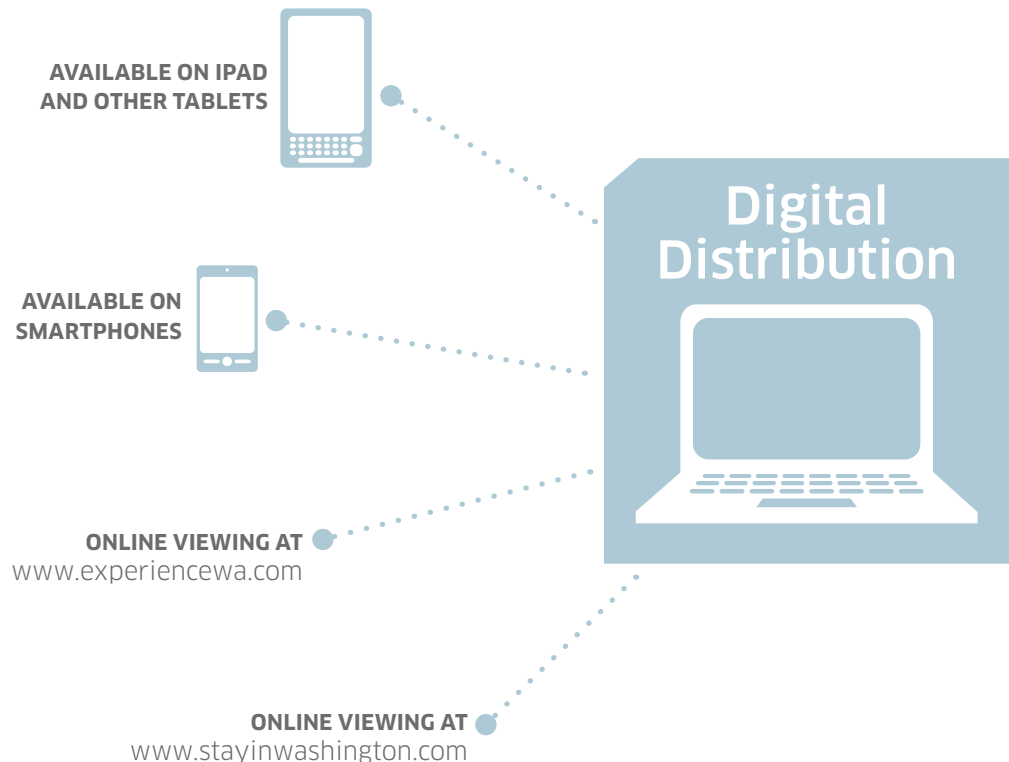 AVAILABLE ON IPAD
AND OTHER TABLETS
Digital
Distribution
AVAILABLE ON
SMARTPHONES
ONLINE VIEWING AT
www.experiencewa.com
ONLINE VIEWING AT
www.stayinwashington.com